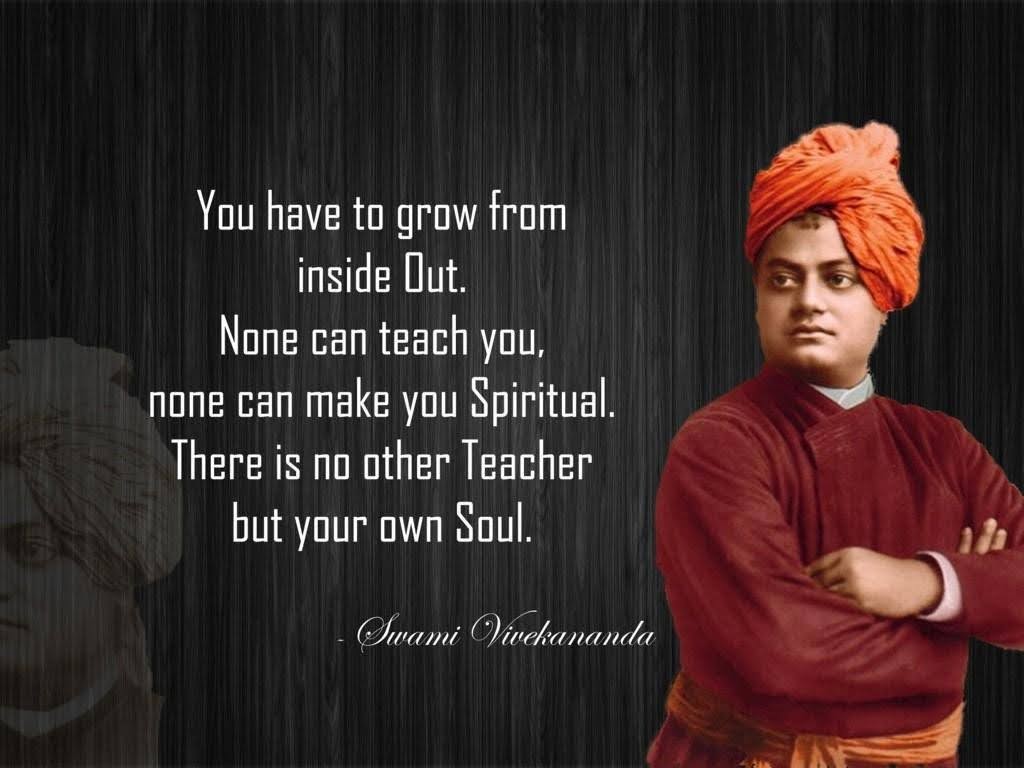 You have to grow from
inside Out.
None can teach you,
none can make you Spiritual.
There is no other Teacher
but your own Soul.
- Swami Vivekananda